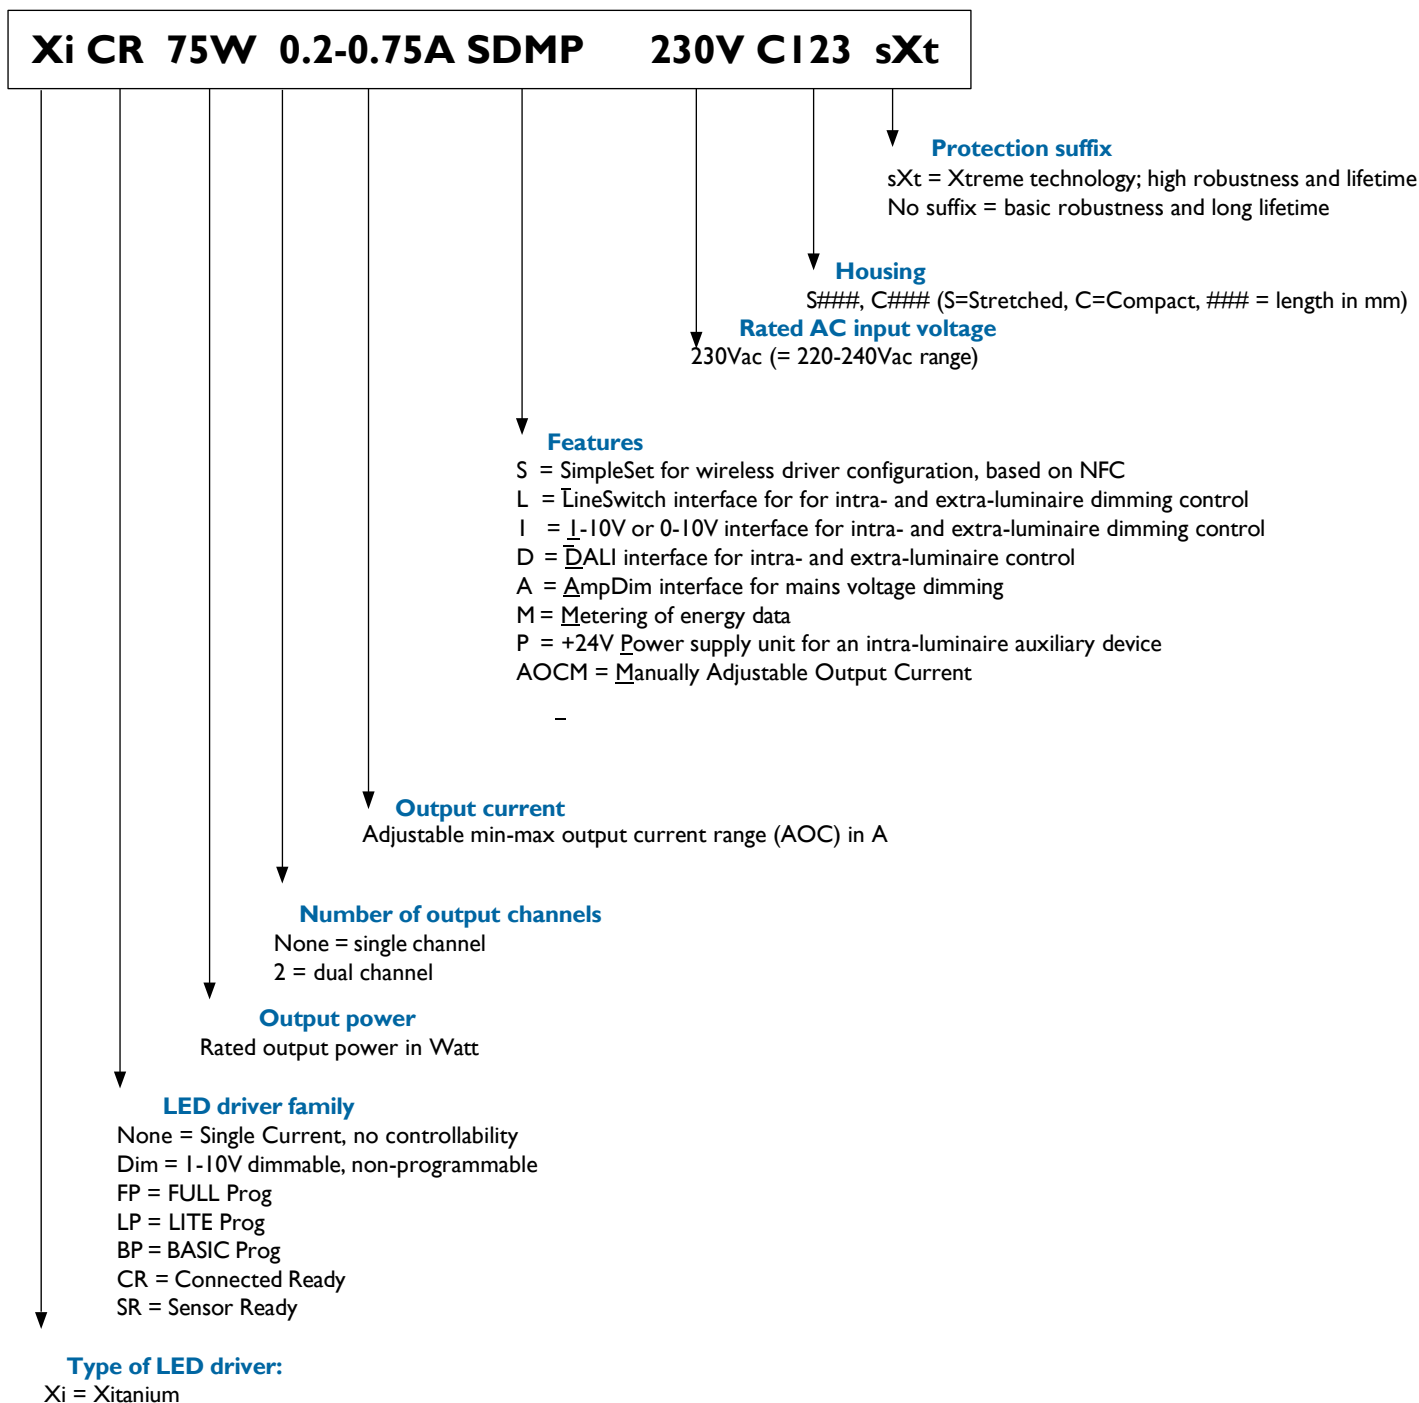 Xi CR 75W 0.2-0.75A SDMP 230V C123 sXt
Protection suffix
sXt = Xtreme technology; high robustness and lifetime
No suffix = basic robustness and long lifetime
Housing
S###, C### (S=Stretched, C=Compact, ### = length in mm)
Rated AC input voltage
230Vac (= 220-240Vac range)
Features
S = SimpleSet for wireless driver configuration, based on NFC
L = LineSwitch interface for for intra- and extra-luminaire dimming control
1 = 1-10V or 0-10V interface for intra- and extra-luminaire dimming control
D = DALI interface for intra- and extra-luminaire control
A = AmpDim interface for mains voltage dimming
M = Metering of energy data
P = +24V Power supply unit for an intra-luminaire auxiliary device
AOCM = Manually Adjustable Output Current
Output current
Adjustable min-max output current range (AOC) in A
Number of output channels
None = single channel
2 = dual channel
Output power
Rated output power in Watt
LED driver family
None = Single Current, no controllability
Dim = 1-10V dimmable, non-programmable
FP = FULL Prog
LP = LITE Prog
BP = BASIC Prog
CR = Connected Ready
SR = Sensor Ready
Type of LED driver:
Xi = Xitanium